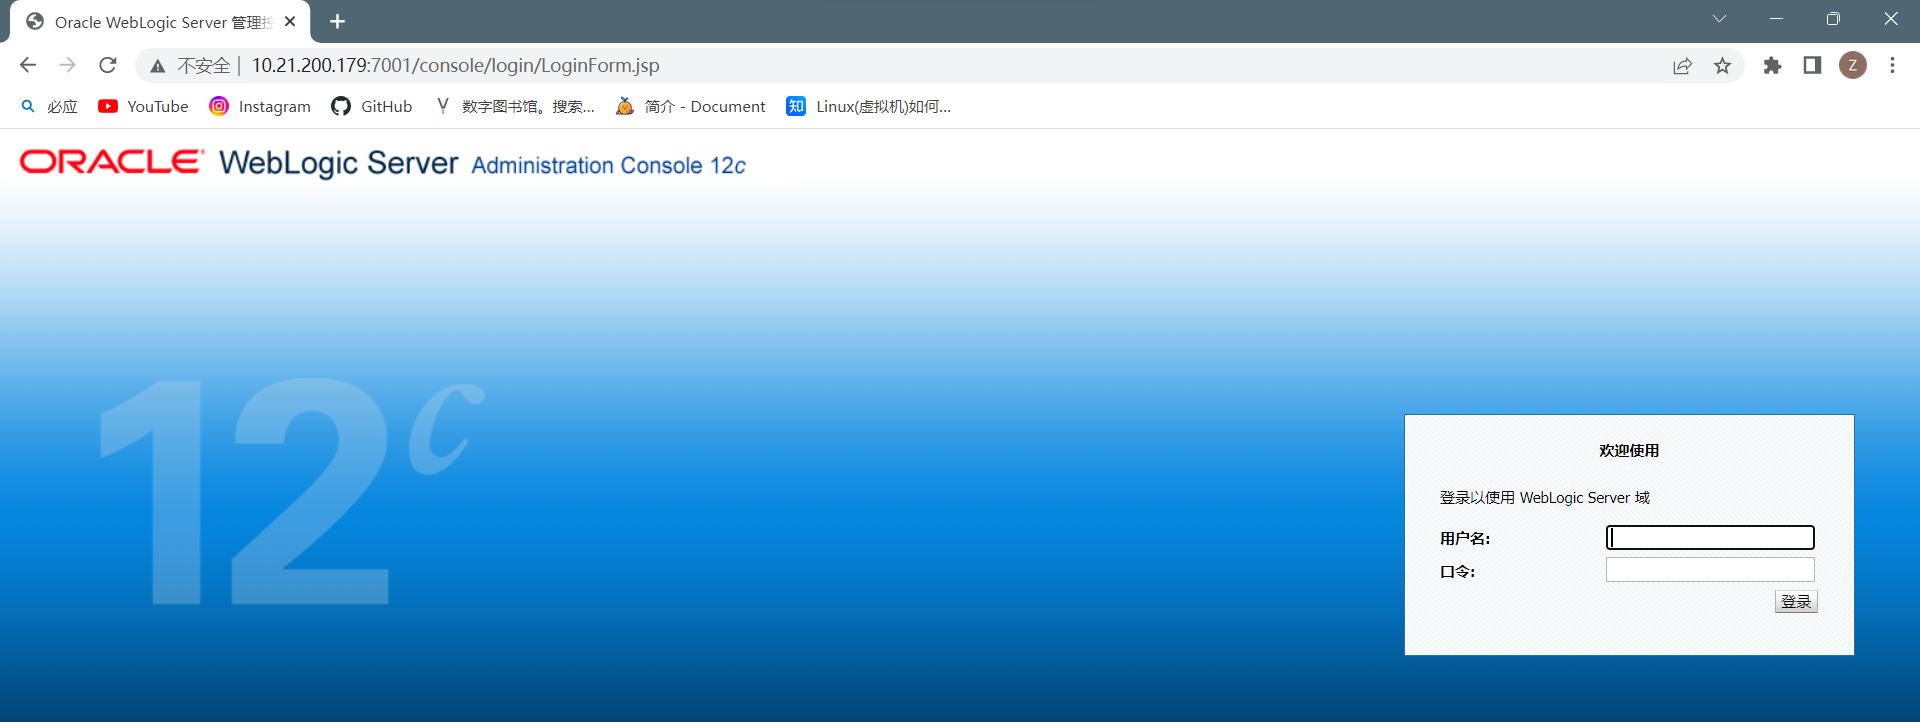 Oracle WebLogic Server 管理控
不安全 10.21.200.179:7001/console/login/LoginForm.jsp
Z
必应 YouTube Instagram GitHub 数字图书馆。搜索... 简介 - Document 知 Linux(虚拟机)如何...
ORACLE WebLogic Server Administration Console 12c
12c
欢迎使用
登录以使用 WebLogic Server 域
用户名:
口令:
登录